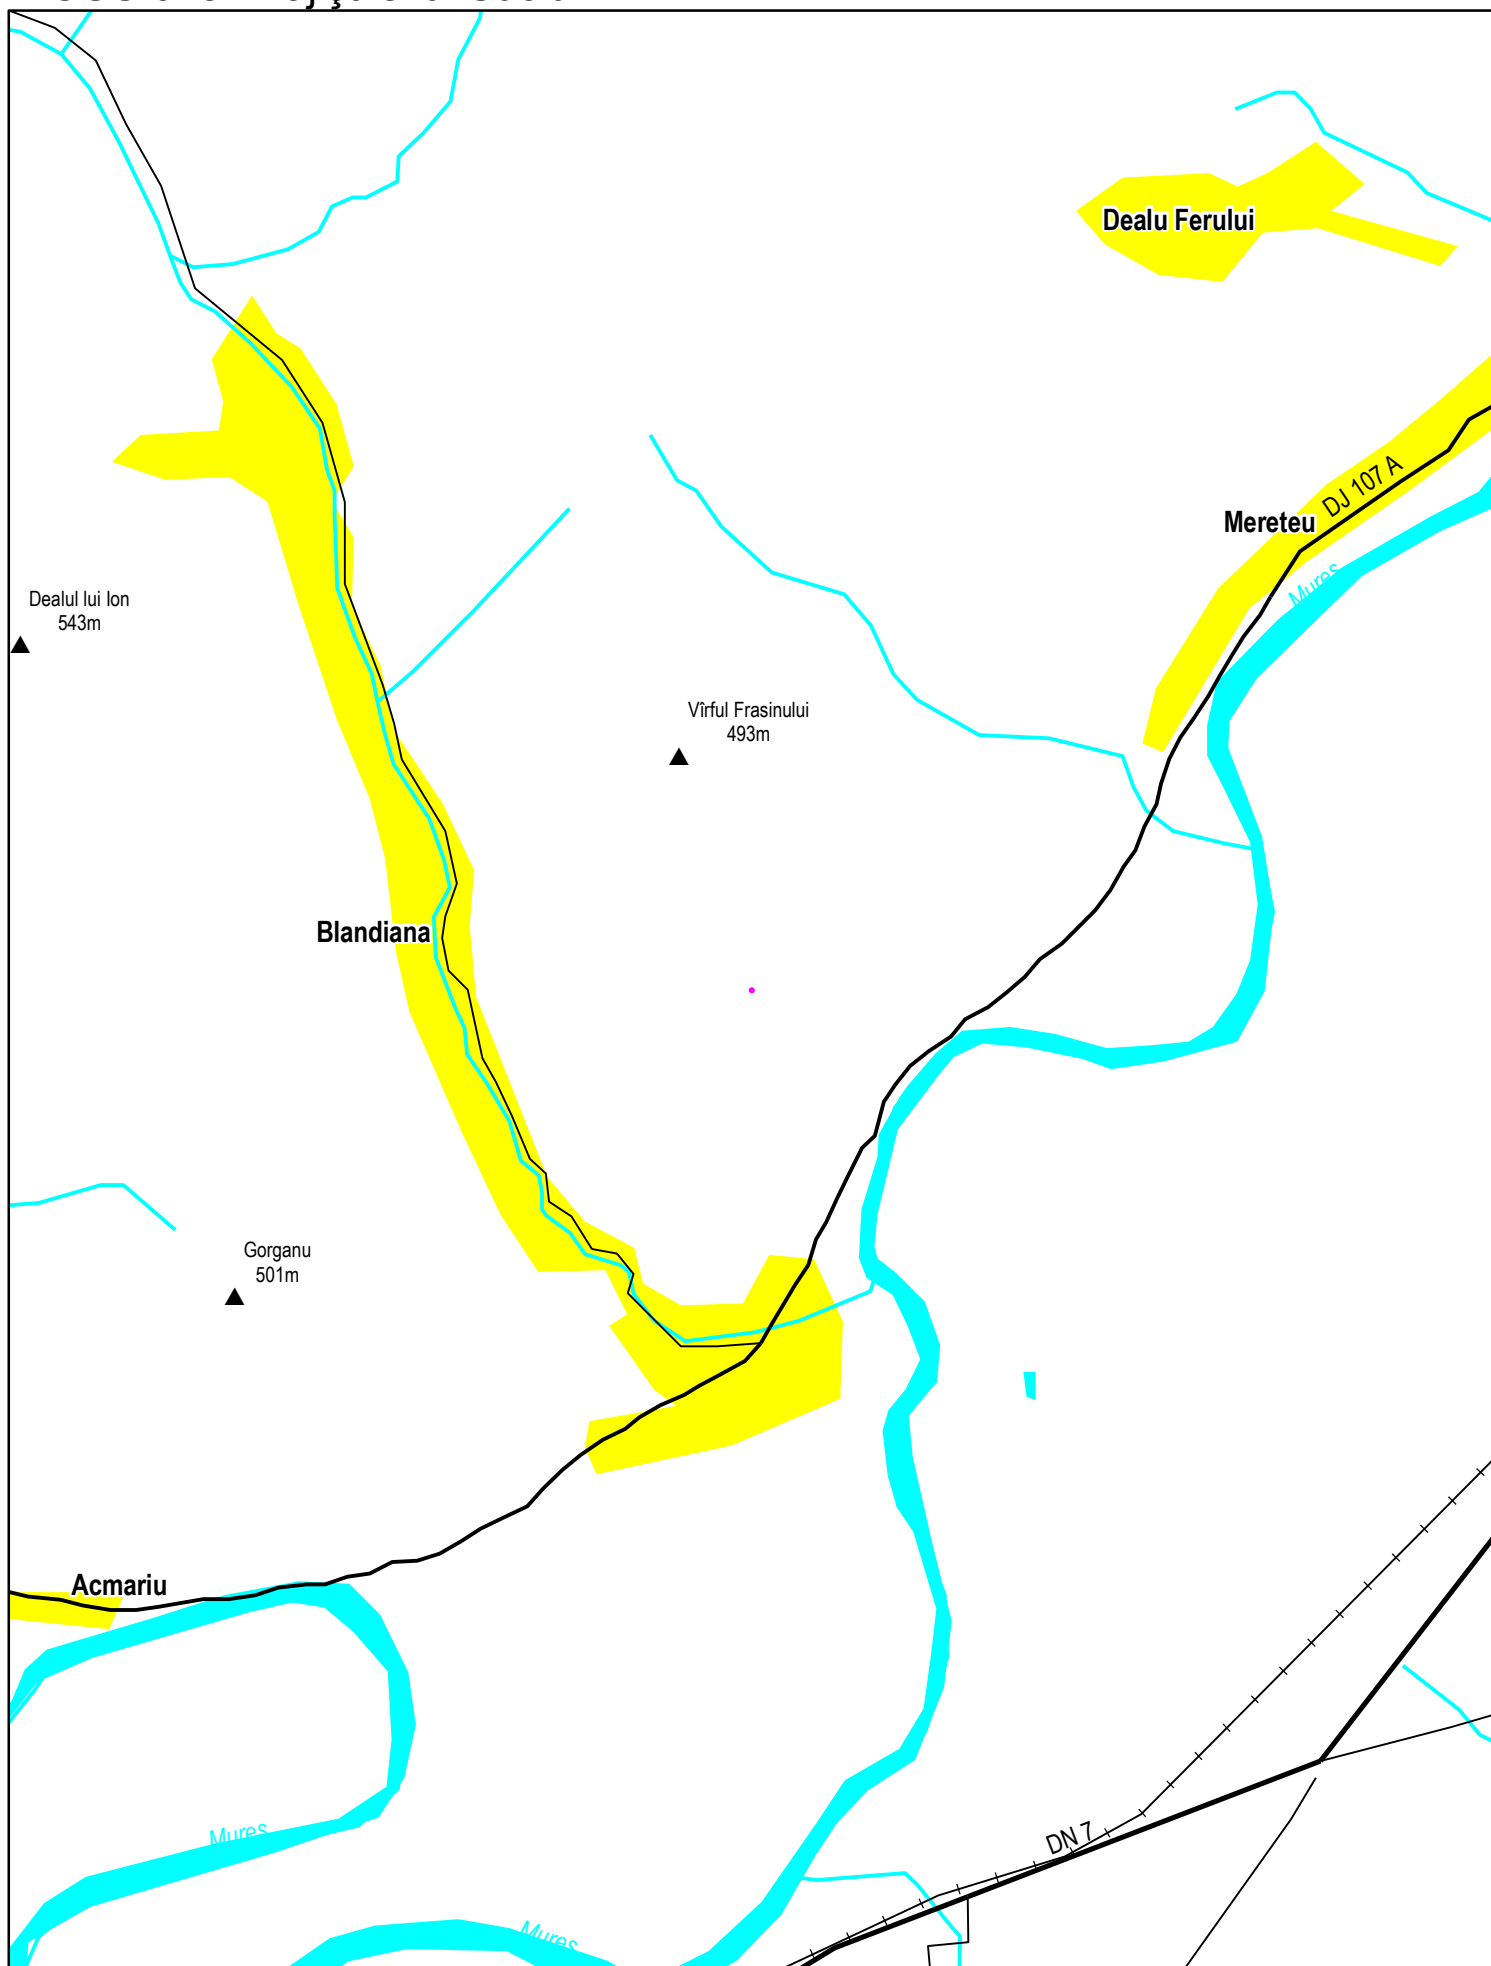 Dealu Ferului
DJ 107 A
Mereteu
Mures
Dealul lui Ion
543m
Vîrful Frasinului
493m
Blandiana
Gorganu
501m
Acmariu
Mures
DN 7
Mures